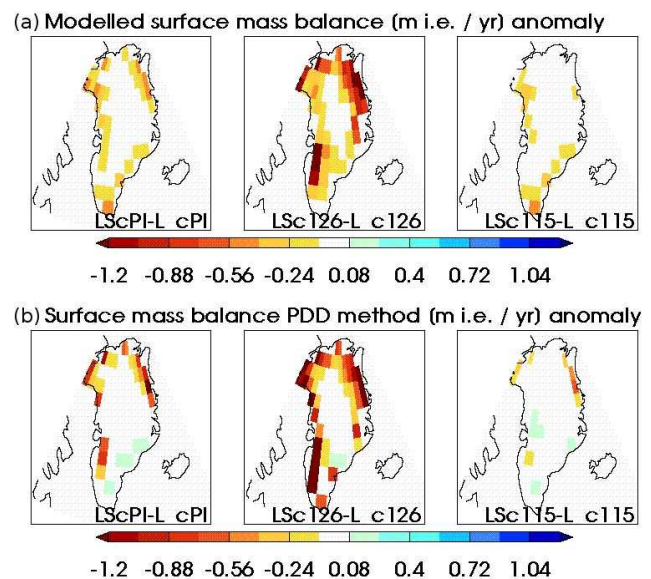 (a) Modelled surface mass balance (m i.e. / yr) anomaly
LScPI-L cPI
LSc126-L c126
LSc115-L c115
-1.2 -0.88 -0.56 -0.24 0.08 0.4 0.72 1.04
(b) Surface mass balance PDD method (m i.e. / yr) anomaly
LScPI-L cPI
LSc126-L c126
LSc115-L c115
-1.2 -0.88 -0.56 -0.24 0.08 0.4 0.72 1.04